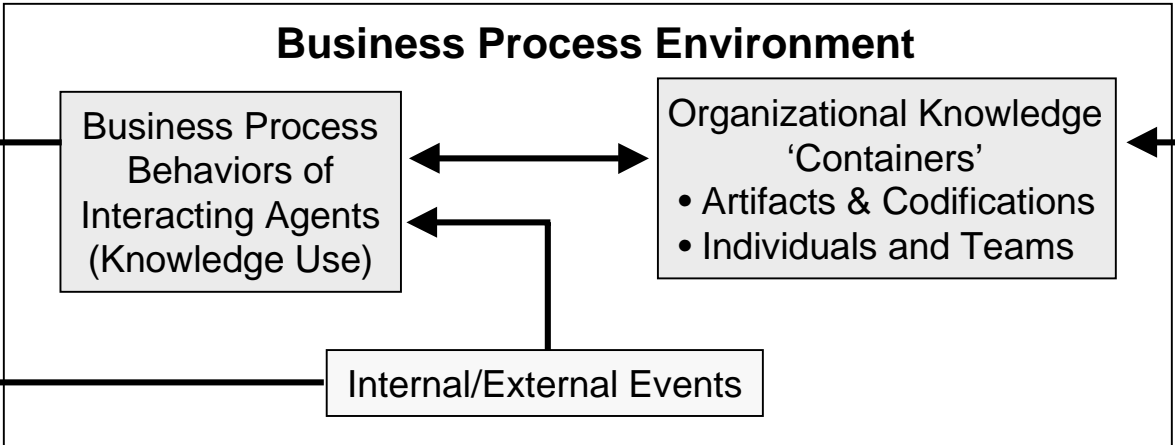 Business Process Environment
Business Process
Behaviors of
Interacting Agents
(Knowledge Use)
Organizational Knowledge
‘Containers’
• Artifacts & Codifications
• Individuals and Teams
Internal/External Events